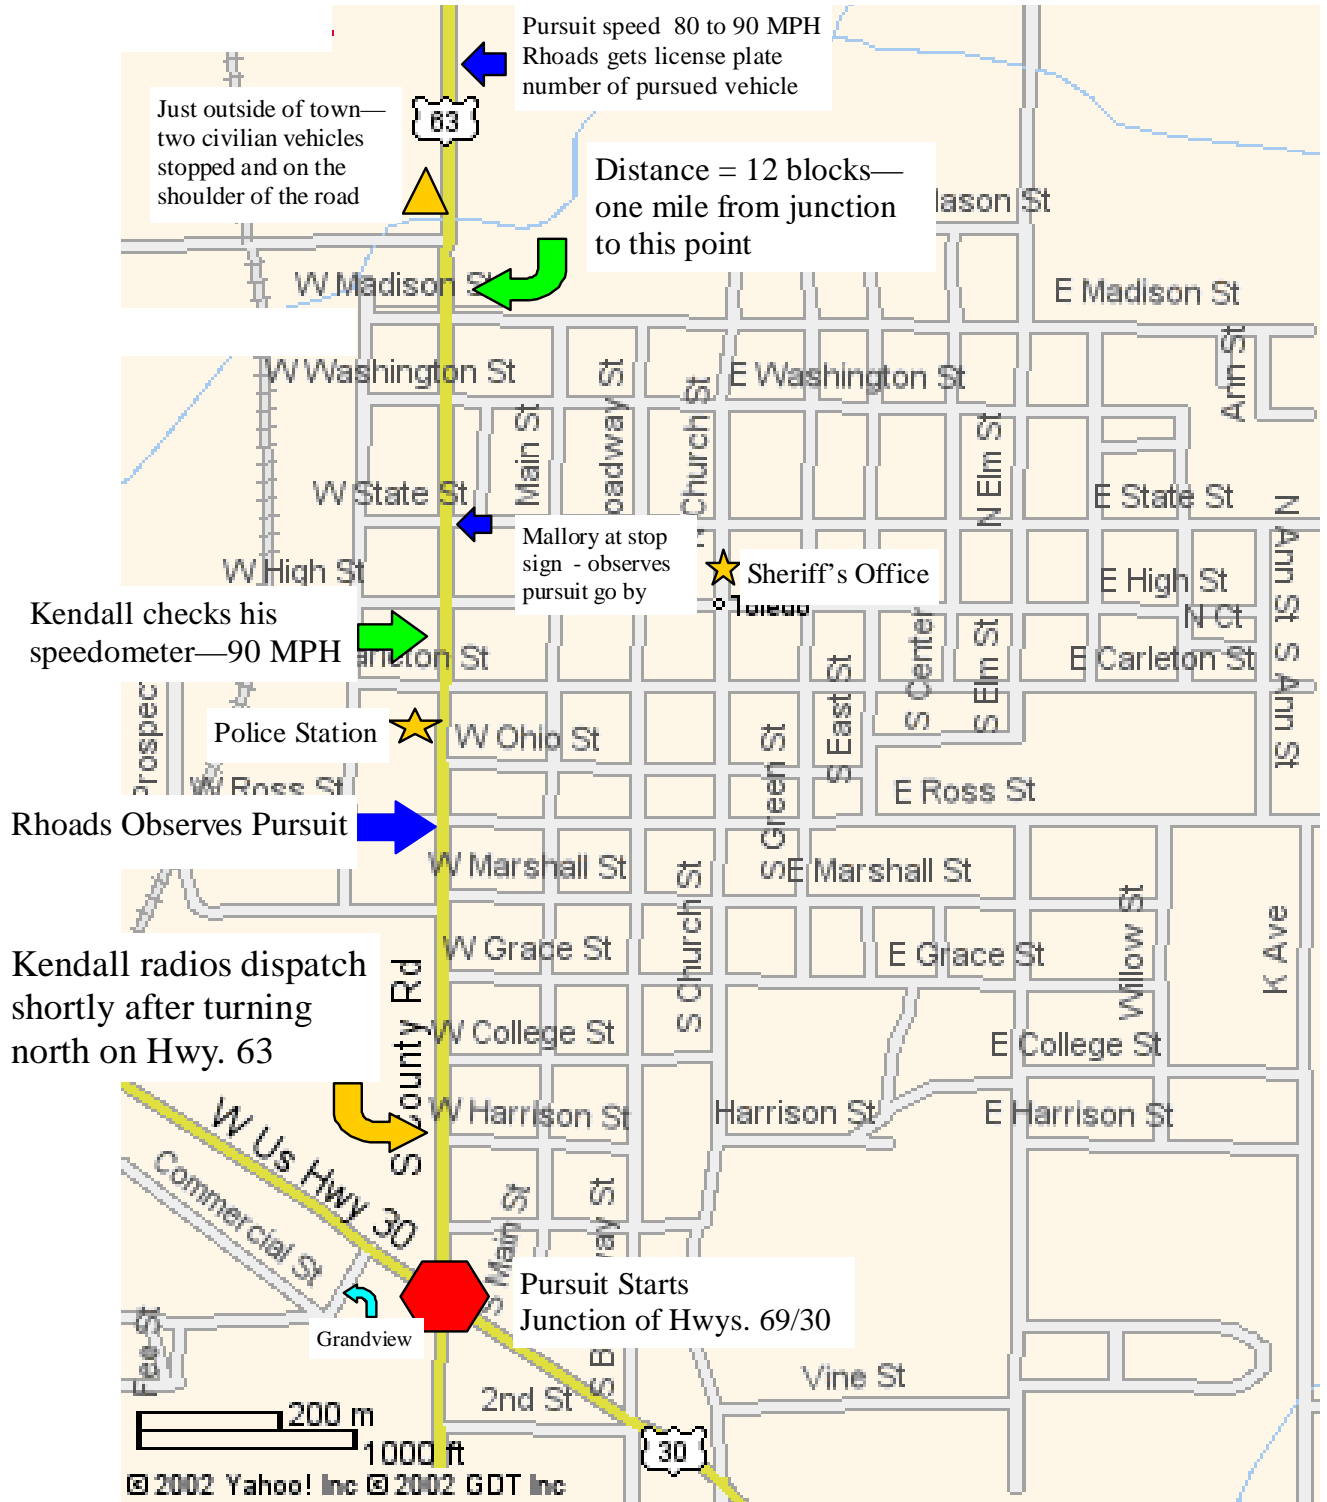 Pursuit speed 80 to 90 MPH
Rhoads gets license plate
number of pursued vehicle
Just outside of town—
two civilian vehicles
stopped and on the
shoulder of the road
63
Distance = 12 blocks—
one mile from junction
to this point
St
W Madison St
E Madison St
Ann St
W Washington St
E Washington St
Main St
St
N Elm St
W State St
E State St
N Ann St
Church St
Mallory at stop
sign - observes
pursuit go by
Sheriff's Office
Toledo
W High St
E High St
N Ct
Kendall checks his
speedometer—90 MPH
St
E Carleton St
S Center
S Elm St
S Ann St
Police Station
W Ohio St
S East St
S Green St
W Ross St
E Ross St
Rhoads Observes Pursuit
W Marshall St
E Marshall St
Willow St
K Ave
W Grace St
E Grace St
S Church St
Kendall radios dispatch
shortly after turning
north on Hwy. 63
S County Rd
W College St
E College St
W Harrison St
Harrison St
E Harrison St
W Us Hwy 30
Commercial St
S Main St
S
St
Pursuit Starts
Junction of Hwys. 69/30
Grandview
Fee St
2nd St
Vine St
30
200 m
1000 ft
© 2002 Yahoo! Inc © 2002 GDT Inc